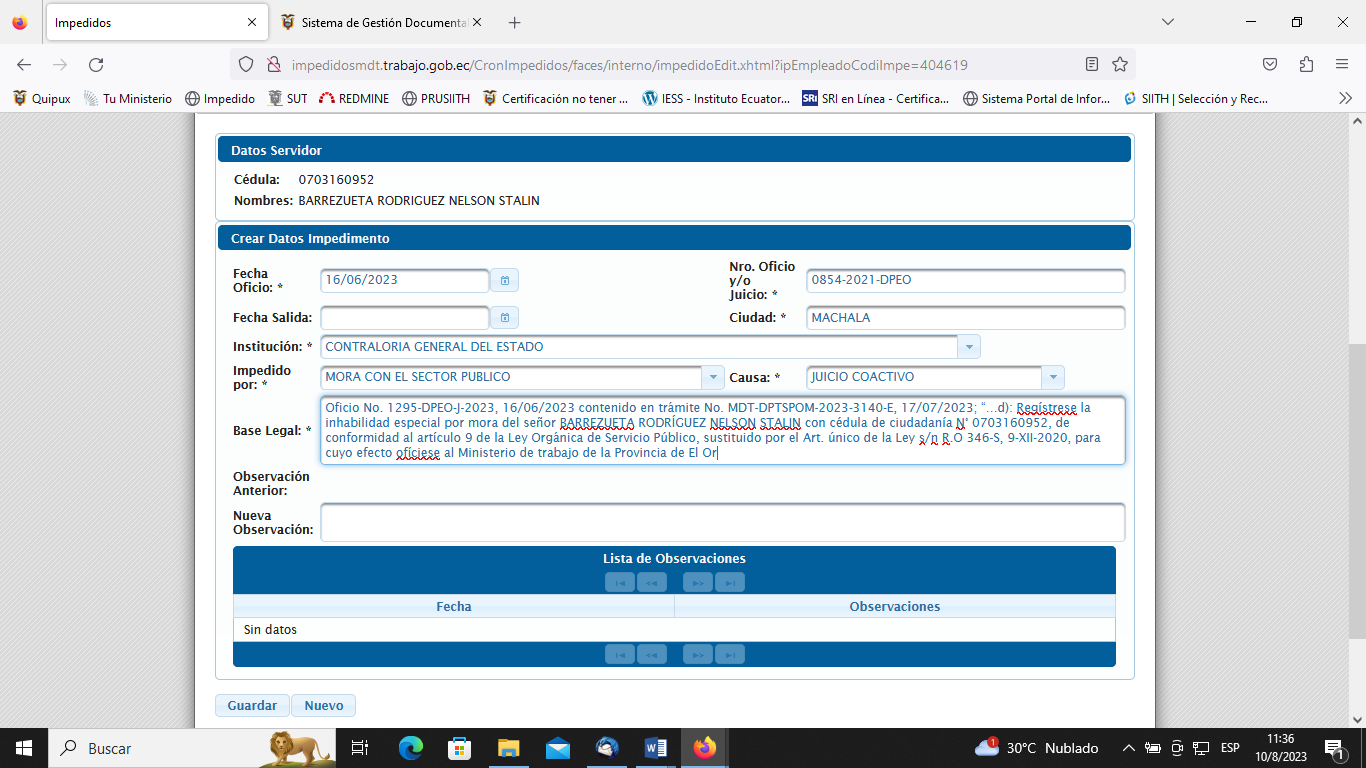 Impedidos
Sistema de Gestión Documenta
impedidosmdt.trabajo.gob.ec/CronImpedidos/faces/interno/impedidoEdit.xhtml?ipEmpleadoCodiImpe=404619
Quipux
Tu Ministerio
Impedido
SUT
REDMINE
PRUSIITH
Certificación no tener ...
IESS - Instituto Ecuator...
SRI en Línea - Certifica...
Sistema Portal de Infor...
SIITH | Selección y Rec...
Datos Servidor
Cédula: 0703160952
Nombres: BARREZUETA RODRIGUEZ NELSON STALIN
Crear Datos Impedimento
Fecha
Oficio: * 16/06/2023
Nro. Oficio
y/o
Juicio: * 0854-2021-DPEO
Fecha Salida:
Ciudad: * MACHALA
Institución: * CONTRALORIA GENERAL DEL ESTADO
Impedido
por: * MORA CON EL SECTOR PUBLICO
Causa: * JUICIO COACTIVO
Base Legal: *
Oficio No. 1295-DPEO-J-2023, 16/06/2023 contenido en trámite No. MDT-DPTSPOM-2023-3140-E, 17/07/2023; “...d): Regístrese la
inhabilidad especial por mora del señor BARREZUETA RODRÍGUEZ NELSON STALIN con cédula de ciudadanía N° 0703160952, de
conformidad al artículo 9 de la Ley Orgánica de Servicio Público, sustituido por el Art. único de la Ley s/n R.O 346-S, 9-XII-2020, para
cuyo efecto ofíciese al Ministerio de trabajo de la Provincia de El Or
Observación
Anterior:
Nueva
Observación:
Lista de Observaciones
Fecha
Observaciones
Sin datos
Guardar
Nuevo
Buscar
1
30°C Nublado
ESP
11:36
10/8/2023
1